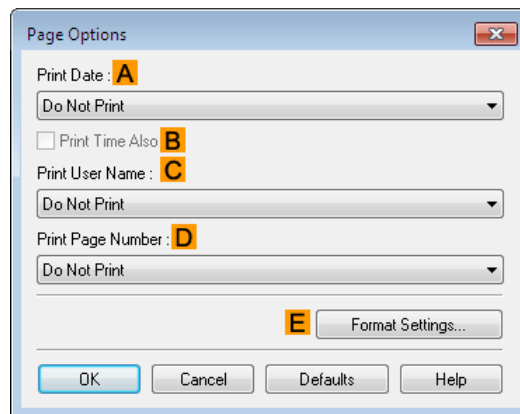 Page Options
Print Date : A
Do Not Print
Print Time Also B
Print User Name : C
Do Not Print
Print Page Number : D
Do Not Print
E Format Settings...
OK Cancel Defaults Help